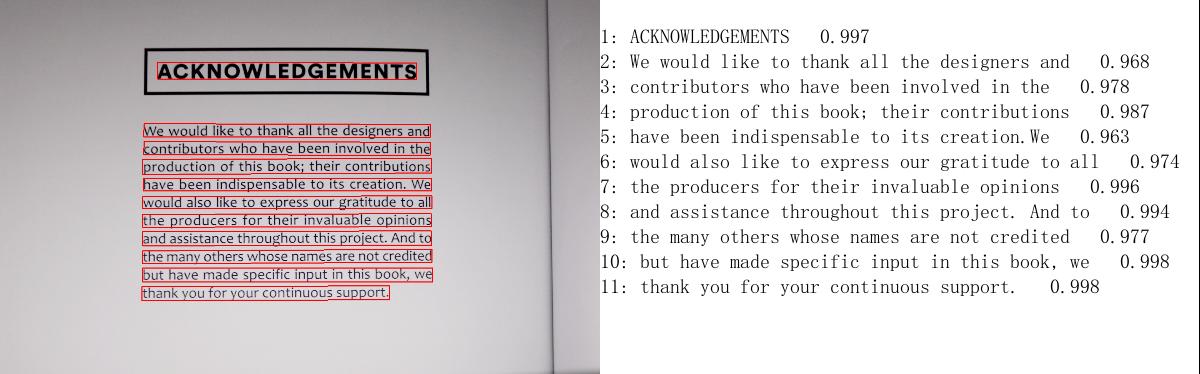 ACKNOWLEDGEMENTS
We would like to thank all the designers and
contributors who have been involved in the
production of this book; their contributions
have been indispensable to its creation. We
would also like to express our gratitude to all
the producers for their invaluable opinions
and assistance throughout this project. And to
the many others whose names are not credited
but have made specific input in this book, we
thank you for your continuous support.
1: ACKNOWLEDGEMENTS 0.997
2: We would like to thank all the designers and 0.968
3: contributors who have been involved in the 0.978
4: production of this book; their contributions 0.987
5: have been indispensable to its creation.We 0.963
6: would also like to express our gratitude to all 0.974
7: the producers for their invaluable opinions 0.996
8: and assistance throughout this project. And to 0.994
9: the many others whose names are not credited 0.977
10: but have made specific input in this book, we 0.998
11: thank you for your continuous support. 0.998